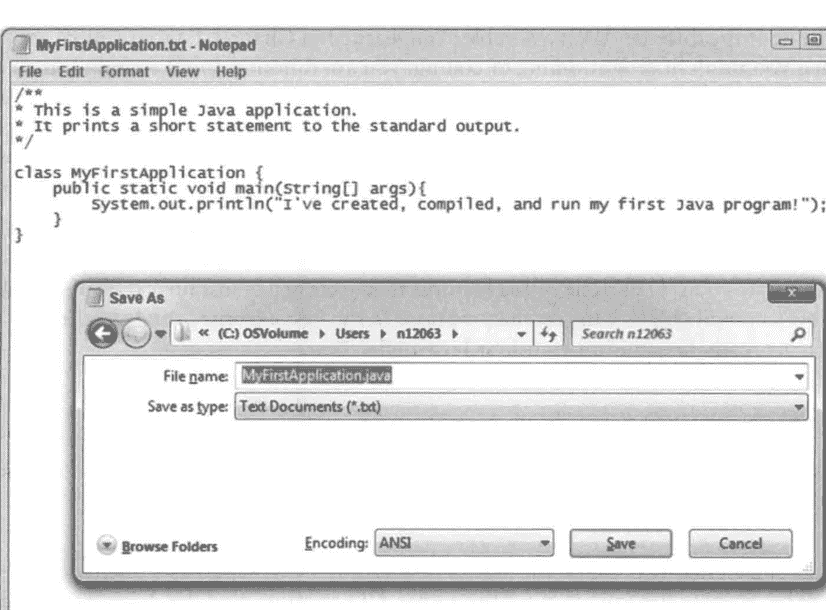 MyFirstApplication.txt - Notepad
File Edit Format View Help
/**
* This is a simple Java application.
* It prints a short statement to the standard output.
*/
class MyFirstApplication {
public static void main(String[] args){
System.out.println("I've created, compiled, and run my first Java program!");
}
}
Save As
« (C:) OSVolume Users n12063
Search n12063
File name: MyFirstApplication.java
Save as type: Text Documents (*.txt)
Browse Folders
Encoding: ANSI
Save
Cancel